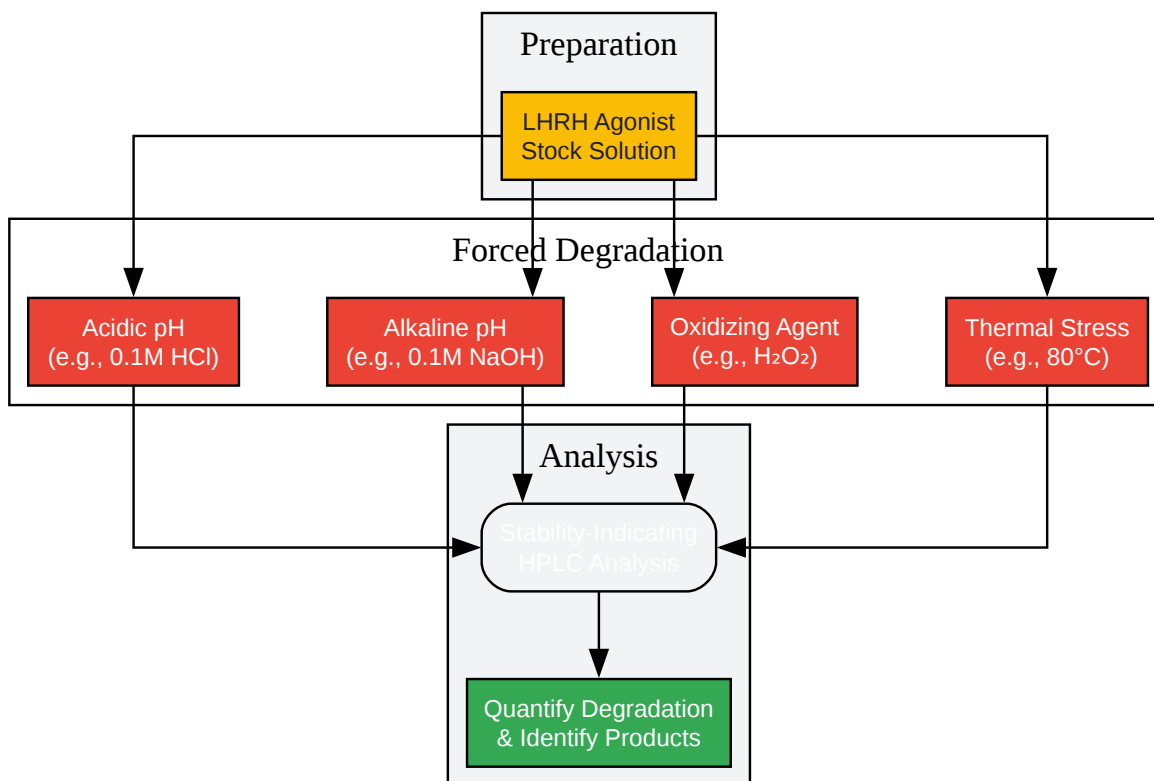 Preparation
LHRH Agonist
Stock Solution
Forced Degradation
Acidic pH
(e.g., 0.1M HCl)
Alkaline pH
(e.g., 0.1M NaOH)
Oxidizing Agent
(e.g., H₂O₂)
Thermal Stress
(e.g., 80°C)
Analysis
Stability-Indicating
HPLC Analysis
Quantify Degradation
& Identify Products